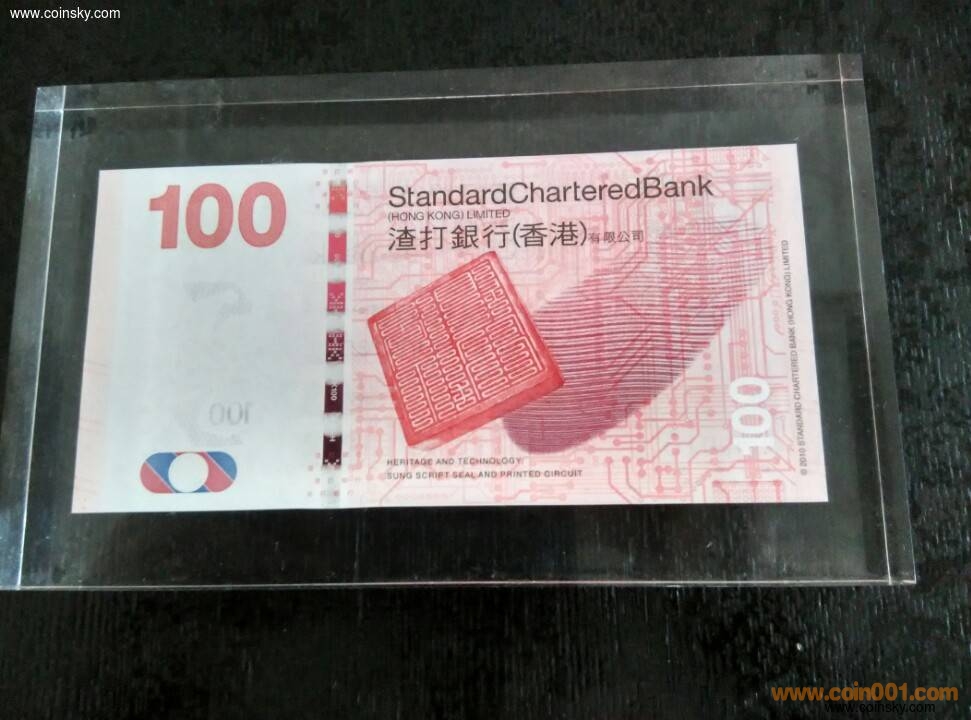 www.coinsky.com
100
StandardCharteredBank
(HONG KONG) LIMITED
渣打銀行(香港)有限公司
100
HERITAGE AND TECHNOLOGY
SUNG SCRIPT SEAL AND PRINTED CIRCUIT
100
© 2010 STANDARD CHARTERED BANK (HONG KONG) LIMITED
www.coin001.com
www.coinsky.com